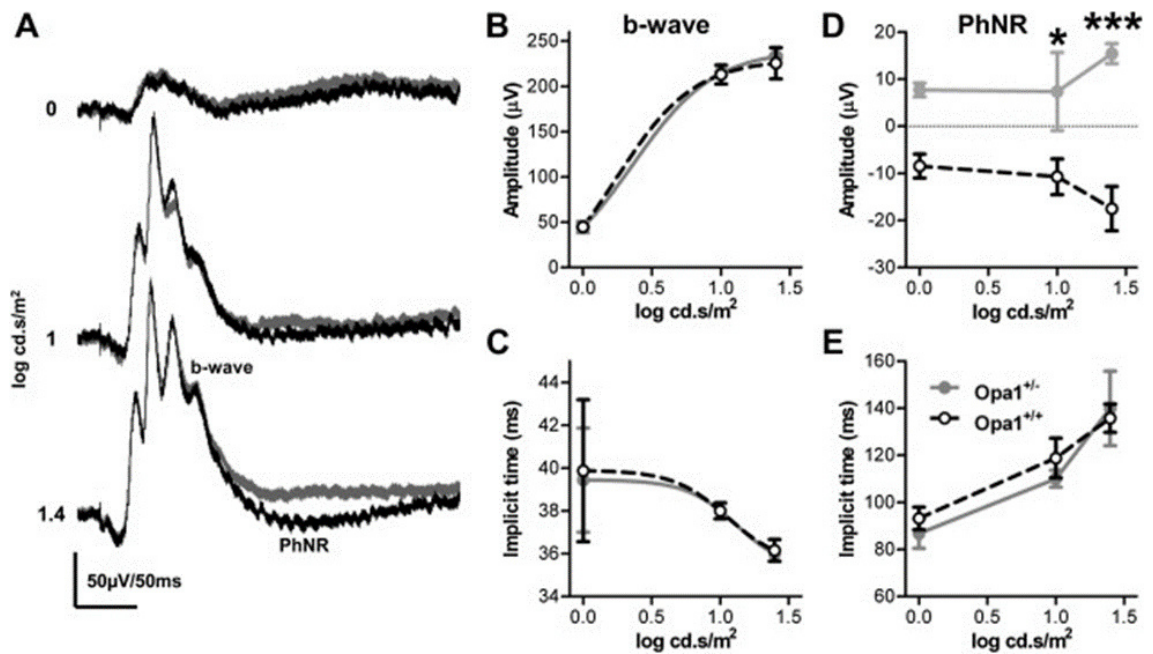 A
0
1
1.4
log cd.s/m²
b-wave
PhNR
50µV/50ms
B
b-wave
250
200
150
100
50
0
Amplitude (µV)
0.0 0.5 1.0 1.5
log cd.s/m²
D
PhNR
*
***
20
10
0
-10
-20
-30
Amplitude (µV)
0.0 0.5 1.0 1.5
log cd.s/m²
C
44
42
40
38
36
34
Implicit time (ms)
0.0 0.5 1.0 1.5
log cd.s/m²
E
160
140
120
100
80
60
Implicit time (ms)
Opa1+/-
Opa1+/+
0.0 0.5 1.0 1.5
log cd.s/m²